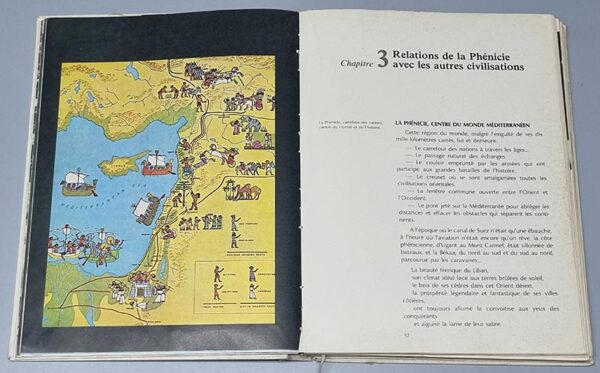 MEDITERRANEAN SEA
CYPRUS
Chapitre 3 Relations de la Phénicie
avec les autres civilisations
La Phénicie, carrefour des nations,
centre du monde et de l'histoire.
LA PHÉNICIE, CENTRE DU MONDE MÉDITERRANÉEN
Cette région du monde, malgré l'exiguïté de ses dix
mille kilomètres carrés, fut et demeure:
— Le carrefour des nations à travers les âges...
— Le passage naturel des échanges.
— Le couloir emprunté par les armées qui ont
participé aux grandes batailles de l'histoire.
— Le creuset où se sont amalgamées toutes les
civilisations orientales.
— La fenêtre commune ouverte entre l'Orient et
l'Occident.
— Le pont jeté sur la Méditerranée pour abréger les
distances et effacer les obstacles qui séparent les conti-
nents.
A l'époque où le canal de Suez n'était qu'une ébauche,
à l'heure où l'aviation n'était encore qu'un rêve, la côte
phénicienne, d'Ugarit au Mont Carmel, était sillonnée de
bateaux, et la Békaa, du nord au sud et du sud au nord,
parcourue par les caravanes...
La beauté féerique du Liban,
son climat idéal face aux terres brûlées de soleil,
le bois de ses cèdres dans cet Orient désert,
la prospérité légendaire et fantastique de ses villes
côtières,
ont toujours allumé la convoitise aux yeux des
conquérants
et aiguisé la lame de leur sabre.